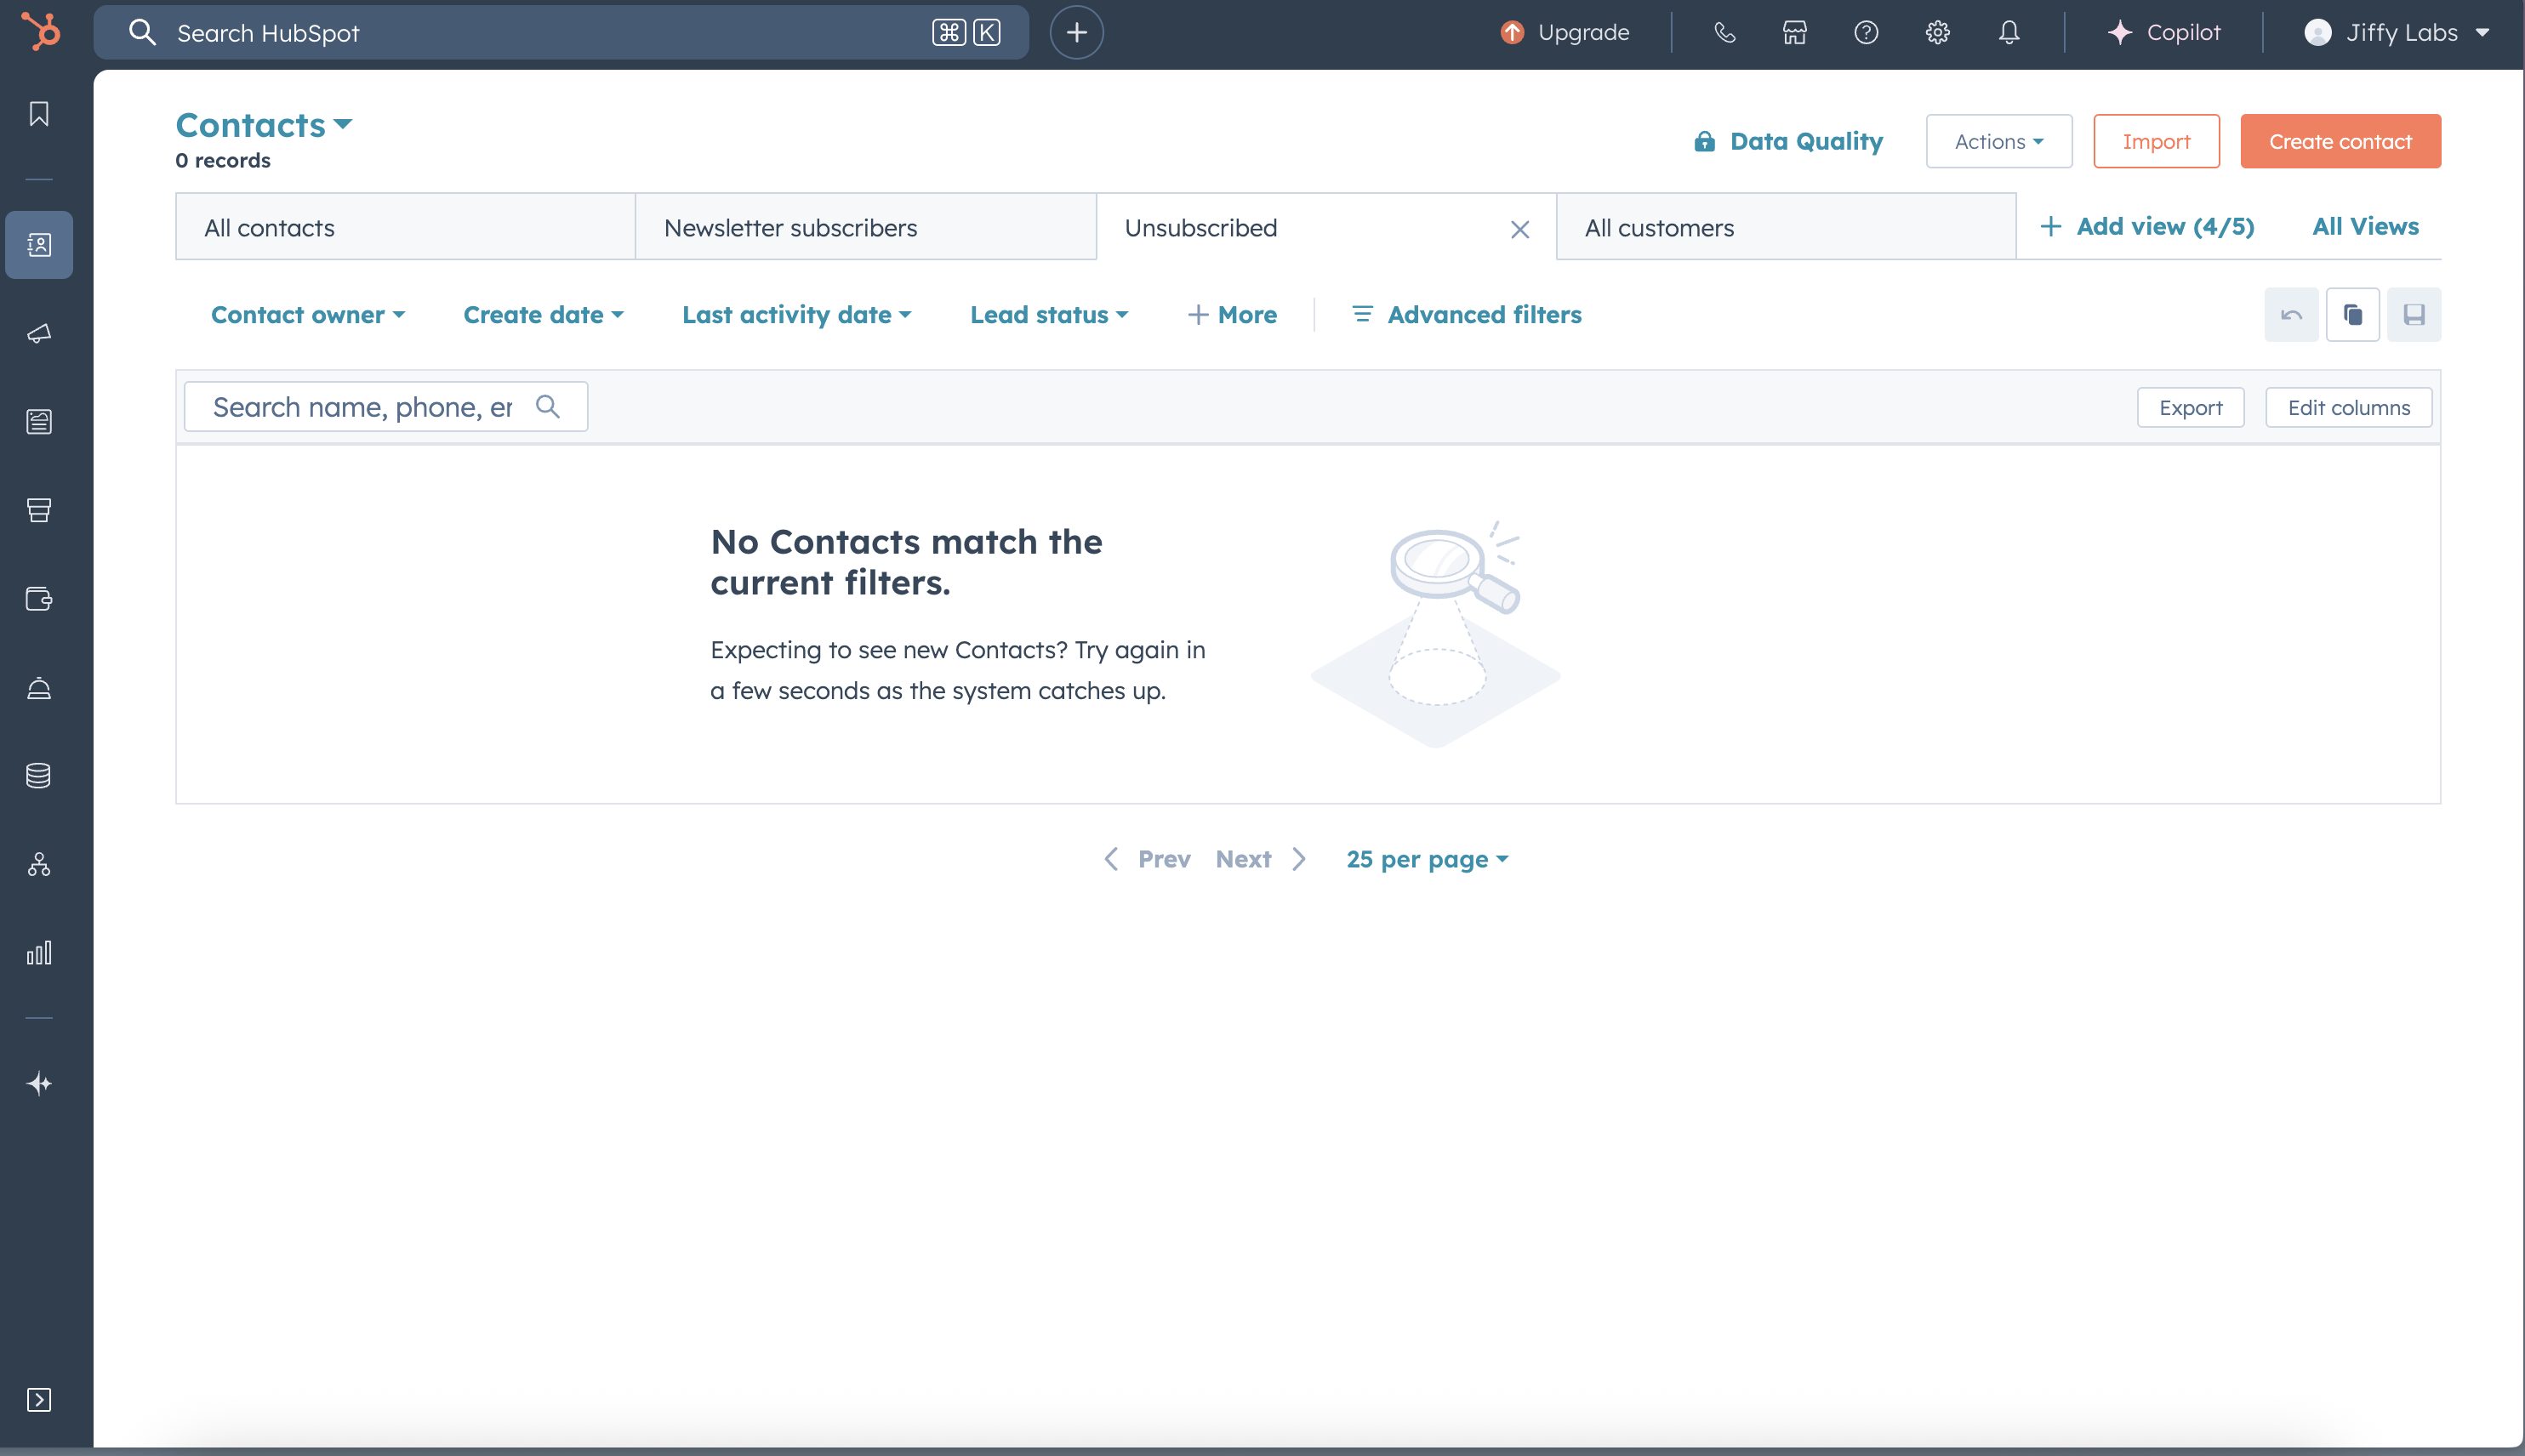 Search HubSpot ⌘ K
Upgrade
Copilot
Jiffy Labs
Contacts
0 records
Data Quality
Actions
Import
Create contact
All contacts
Newsletter subscribers
Unsubscribed
All customers
+ Add view (4/5)
All Views
Contact owner
Create date
Last activity date
Lead status
+ More
Advanced filters
Search name, phone, er
Export
Edit columns
No Contacts match the
current filters.
Expecting to see new Contacts? Try again in
a few seconds as the system catches up.
Prev
Next
25 per page